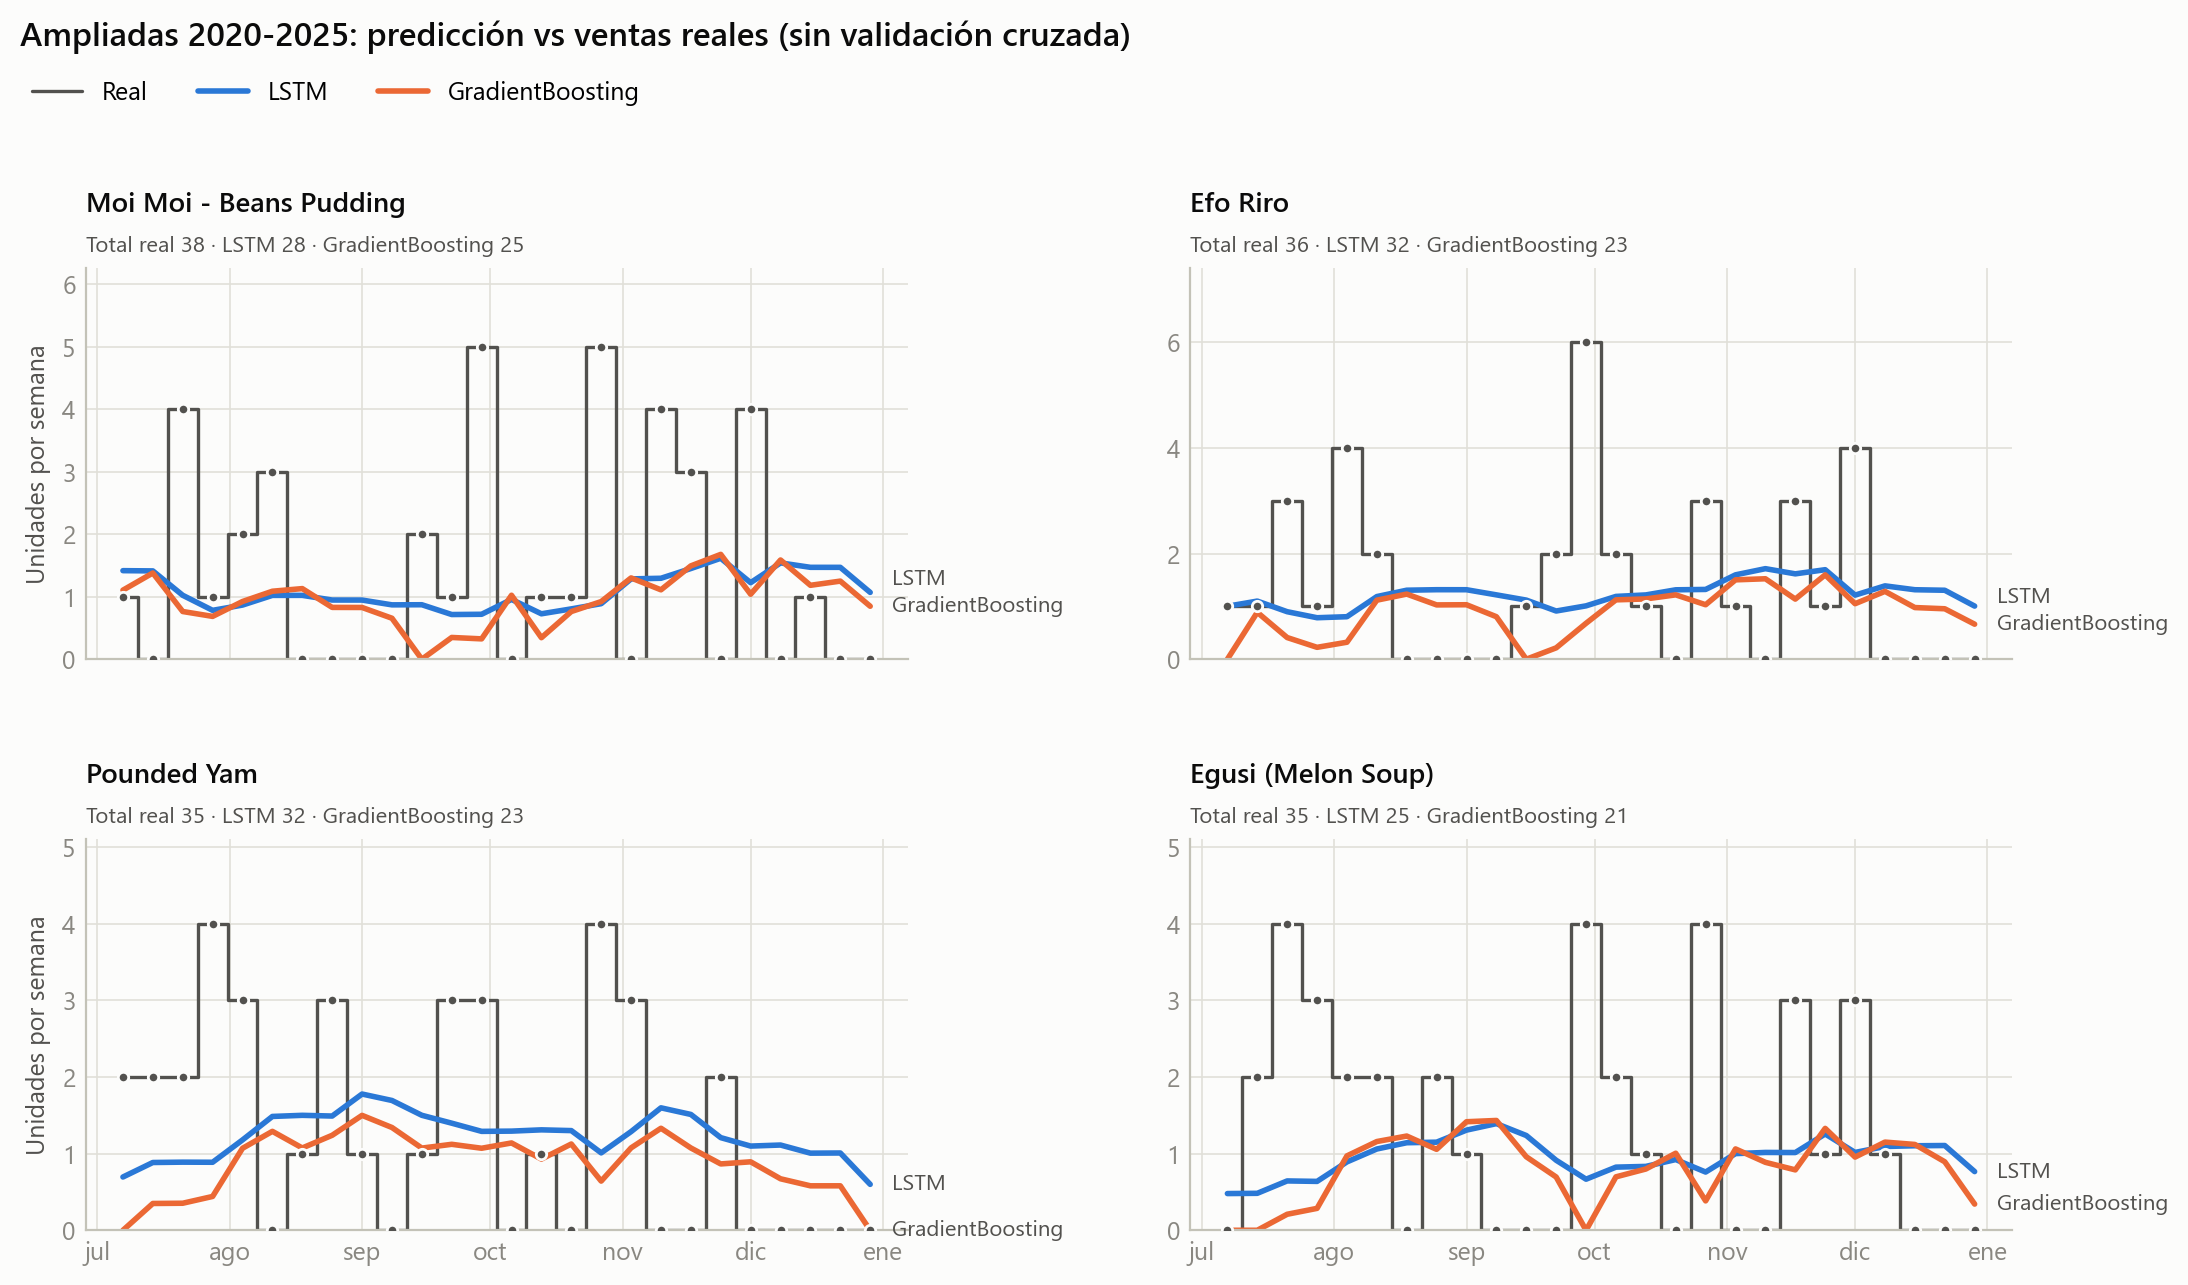 Ampliadas 2020-2025: predicción vs ventas reales (sin validación cruzada)
Real LSTM GradientBoosting
Moi Moi - Beans Pudding
Total real 38 · LSTM 28 · GradientBoosting 25
Unidades por semana
6
5
4
3
2
1
0
LSTM
GradientBoosting
Efo Riro
Total real 36 · LSTM 32 · GradientBoosting 23
6
4
2
0
LSTM
GradientBoosting
Pounded Yam
Total real 35 · LSTM 32 · GradientBoosting 23
Unidades por semana
5
4
3
2
1
0
LSTM
GradientBoosting
jul ago sep oct nov dic ene
Egusi (Melon Soup)
Total real 35 · LSTM 25 · GradientBoosting 21
5
4
3
2
1
0
LSTM
GradientBoosting
jul ago sep oct nov dic ene